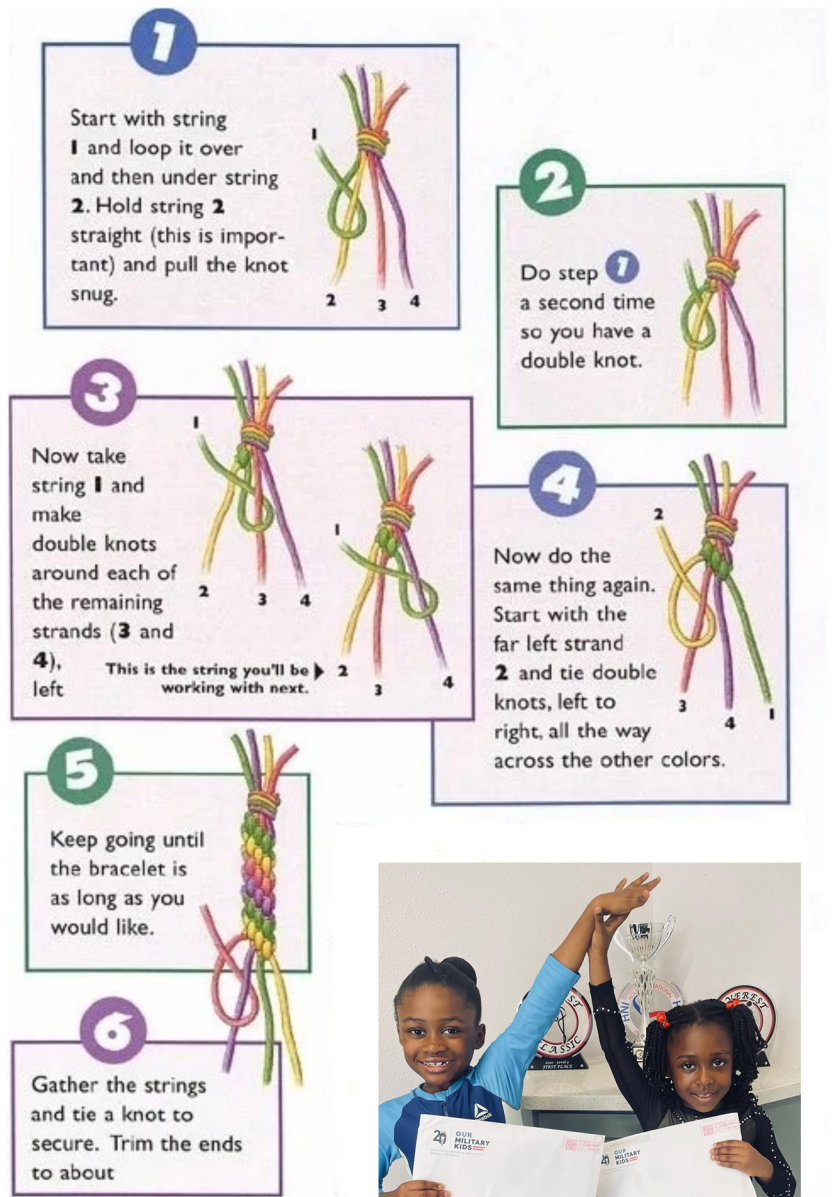 1
Start with string
1 and loop it over
and then under string
2. Hold string 2
straight (this is impor-
tant) and pull the knot
snug.
1
2 3 4
2
Do step 1
a second time
so you have a
double knot.
3
Now take
string 1 and
make
double knots
around each of
the remaining
strands (3 and
4),
left
1
2 3 4
1
This is the string you'll be
working with next.
2 3 4
4
Now do the
same thing again.
Start with the
far left strand
2 and tie double
knots, left to
right, all the way
across the other colors.
2
3 4 1
5
Keep going until
the bracelet is
as long as you
would like.
6
Gather the strings
and tie a knot to
secure. Trim the ends
to about
CLASSIC
FIRST PLACE
HNI
EVEREST
20 OUR
MILITARY
KIDS
20 OUR
MILITARY
KIDS